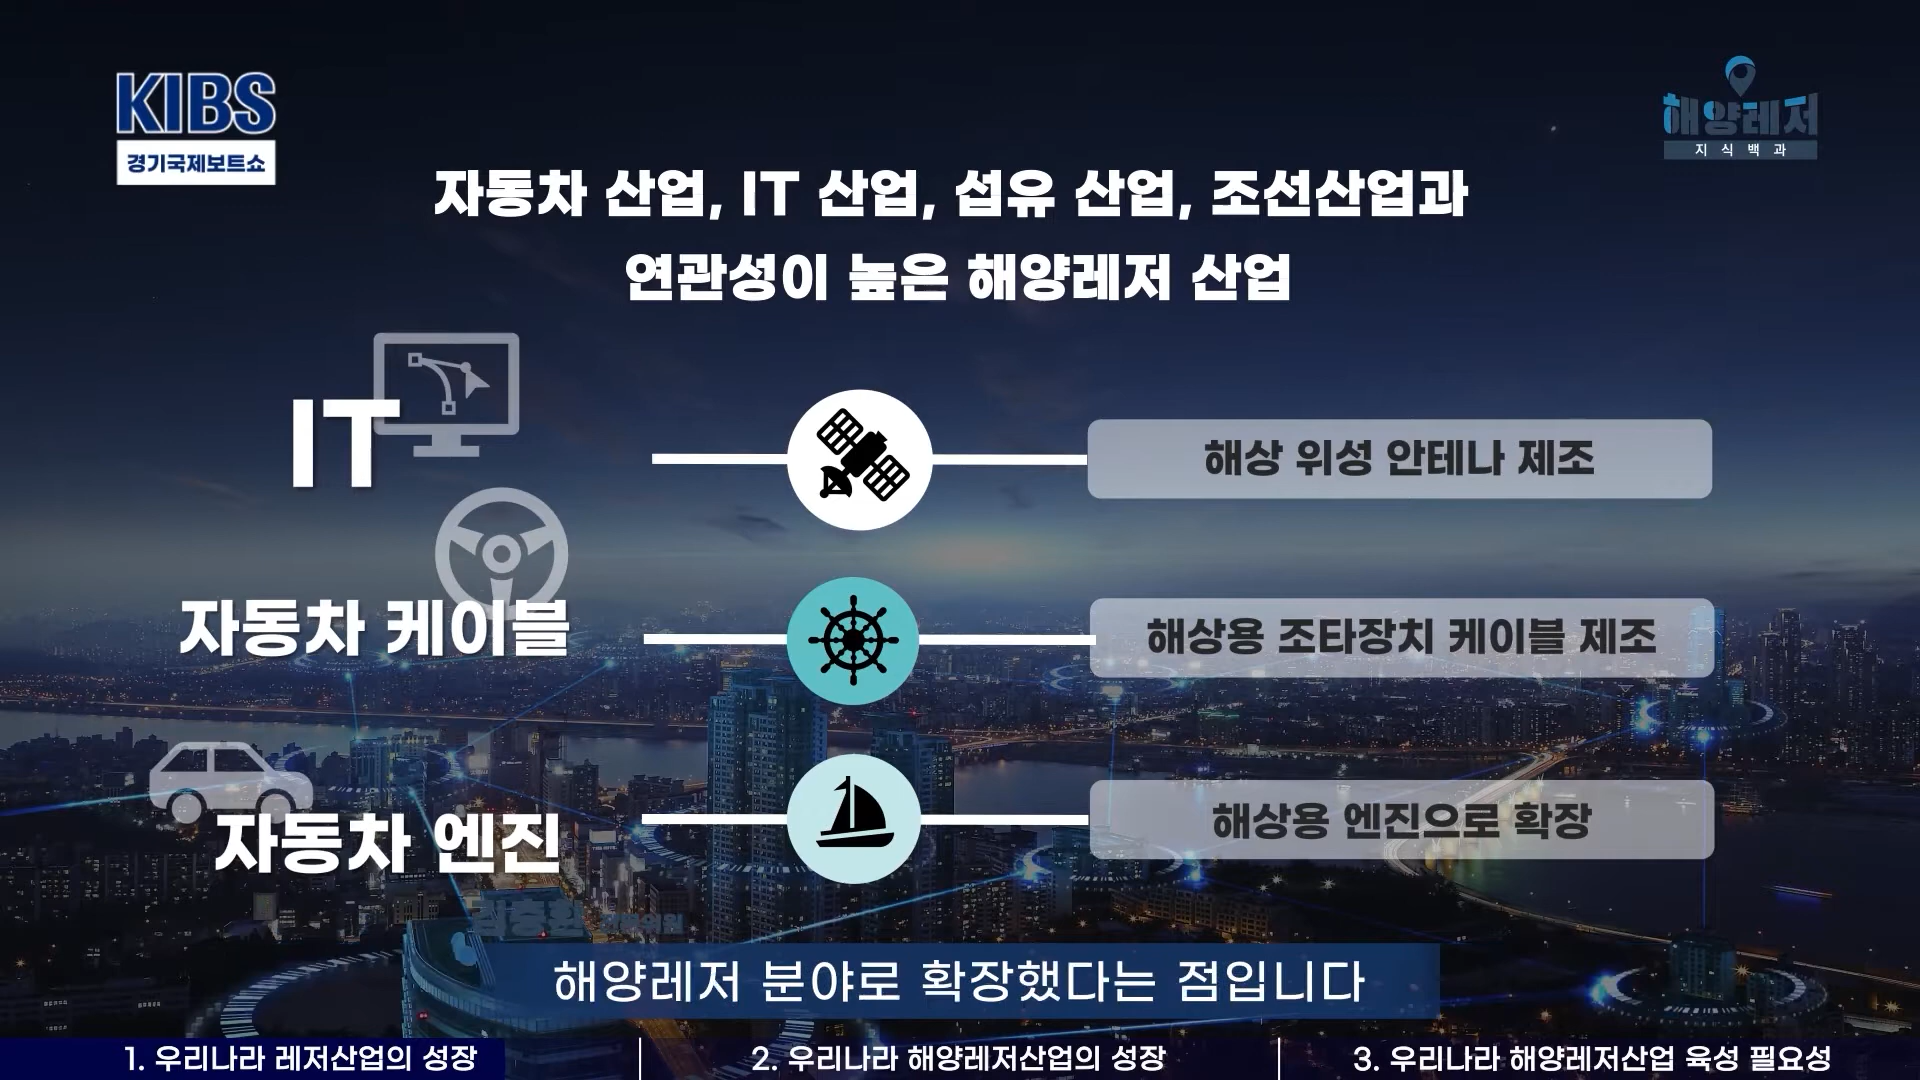 KIBS
경기국제보트쇼
해양레저
지식백과
자동차 산업, IT 산업, 섬유 산업, 조선산업과
연관성이 높은 해양레저 산업
IT
해상 위성 안테나 제조
자동차 케이블
해상용 조타장치 케이블 제조
자동차 엔진
해상용 엔진으로 확장
해양레저 분야로 확장했다는 점입니다
1. 우리나라 레저산업의 성장
2. 우리나라 해양레저산업의 성장
3. 우리나라 해양레저산업 육성 필요성